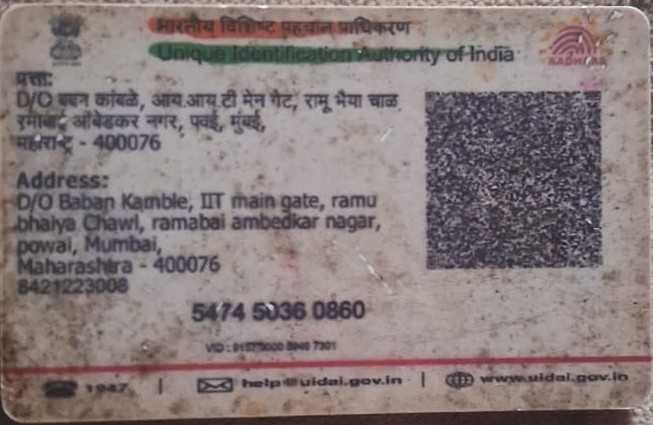 भारतीय विशिष्ट पहचान प्राधिकरण
Unique Identification Authority of India
AADHAAR
पत्ता:
D/O बबन कांबळे, आय.आय.टी मेन गेट, रामू भैया चाळ,
रमाबाई आंबेडकर नगर, पवई, मुंबई,
महाराष्ट्र - 400076
Address:
D/O Baban Kamble, IIT main gate, ramu
bhaiya Chawl, ramabai ambedkar nagar,
powai, Mumbai,
Maharashtra - 400076
8421223008
5474 5036 0860
VID :
1947 | help@uidai.gov.in | www.uidai.gov.in